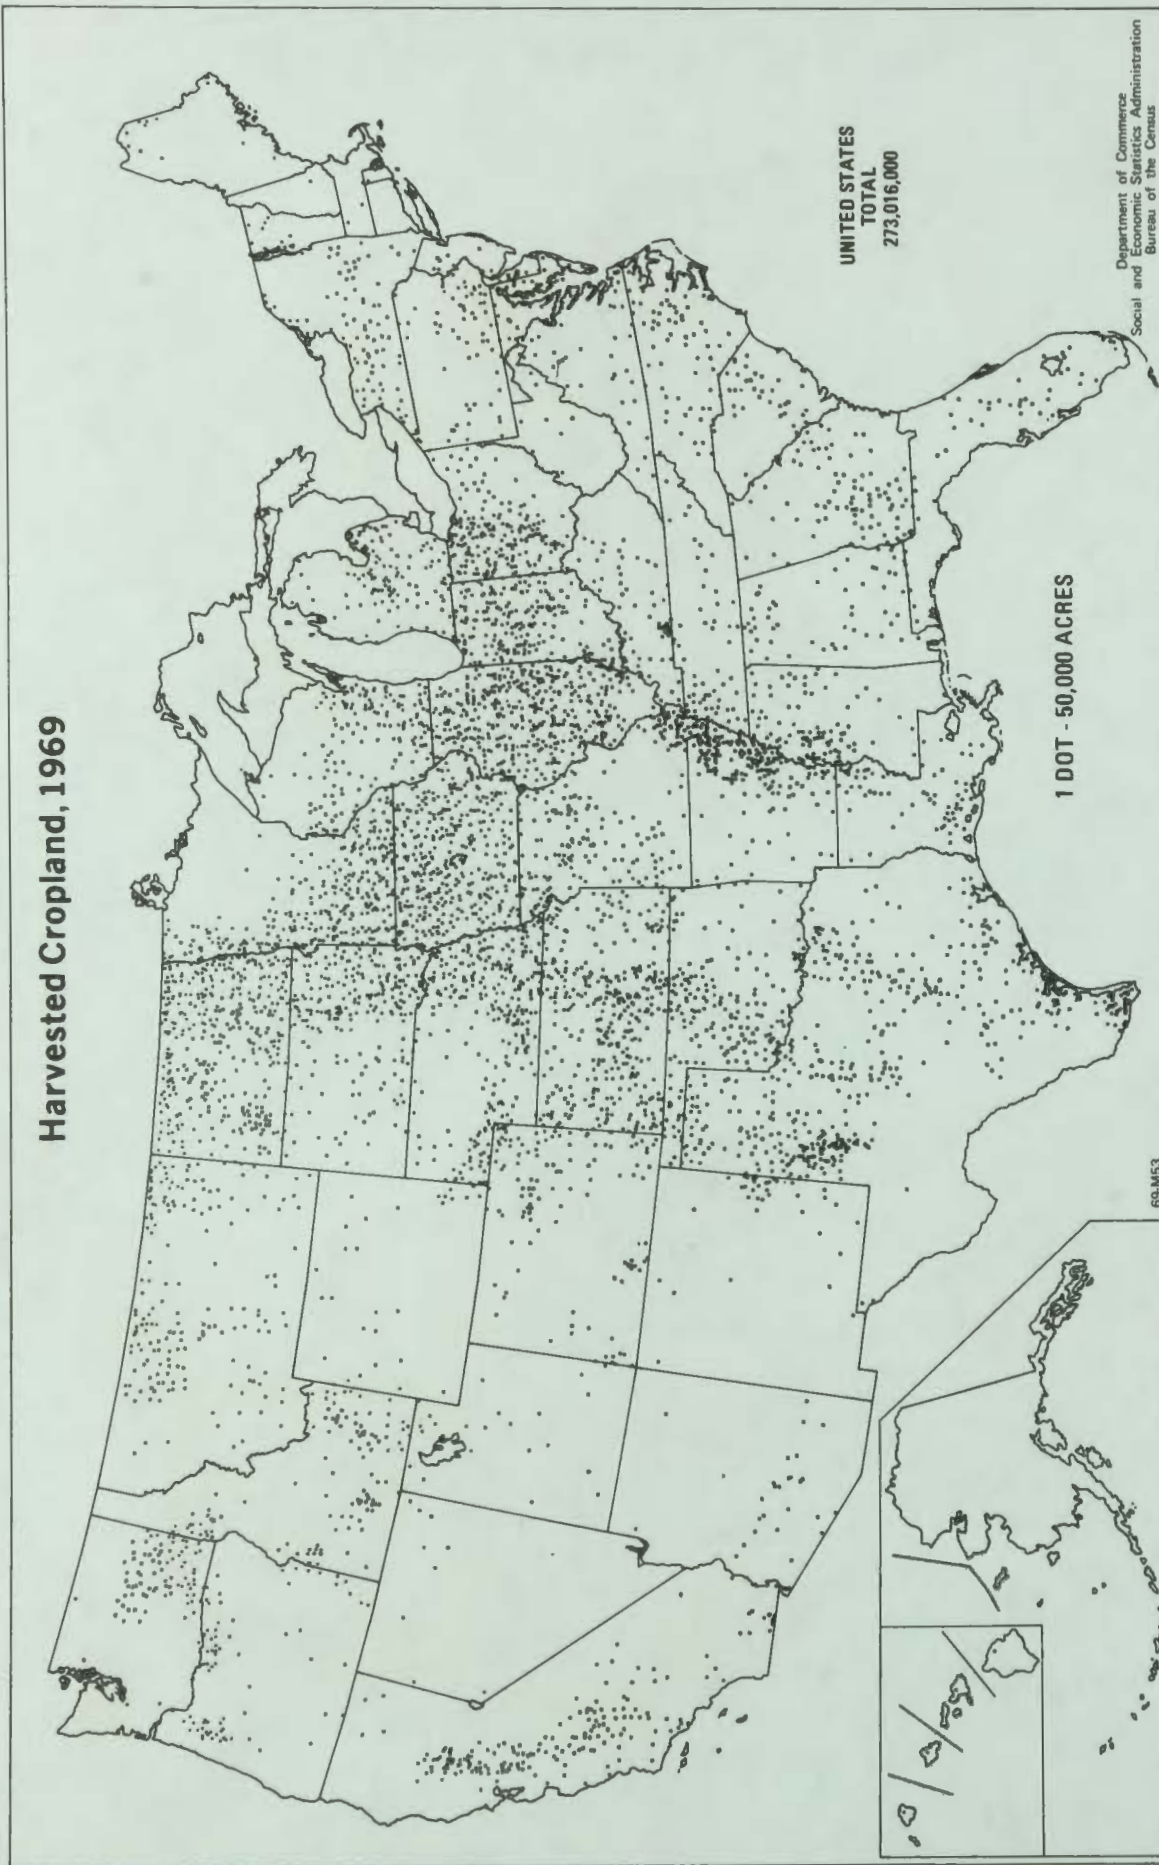 Harvested Cropland, 1969
UNITED STATES
TOTAL
273,016,000
1 DOT - 50,000 ACRES
69-M53
Department of Commerce
Social and Economic Statistics Administration
Bureau of the Census